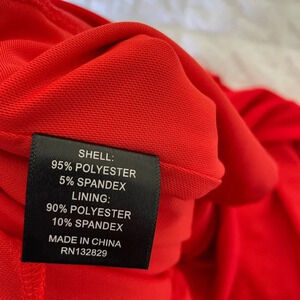 SHELL:
95% POLYESTER
5% SPANDEX
LINING:
90% POLYESTER
10% SPANDEX
MADE IN CHINA
RN132829